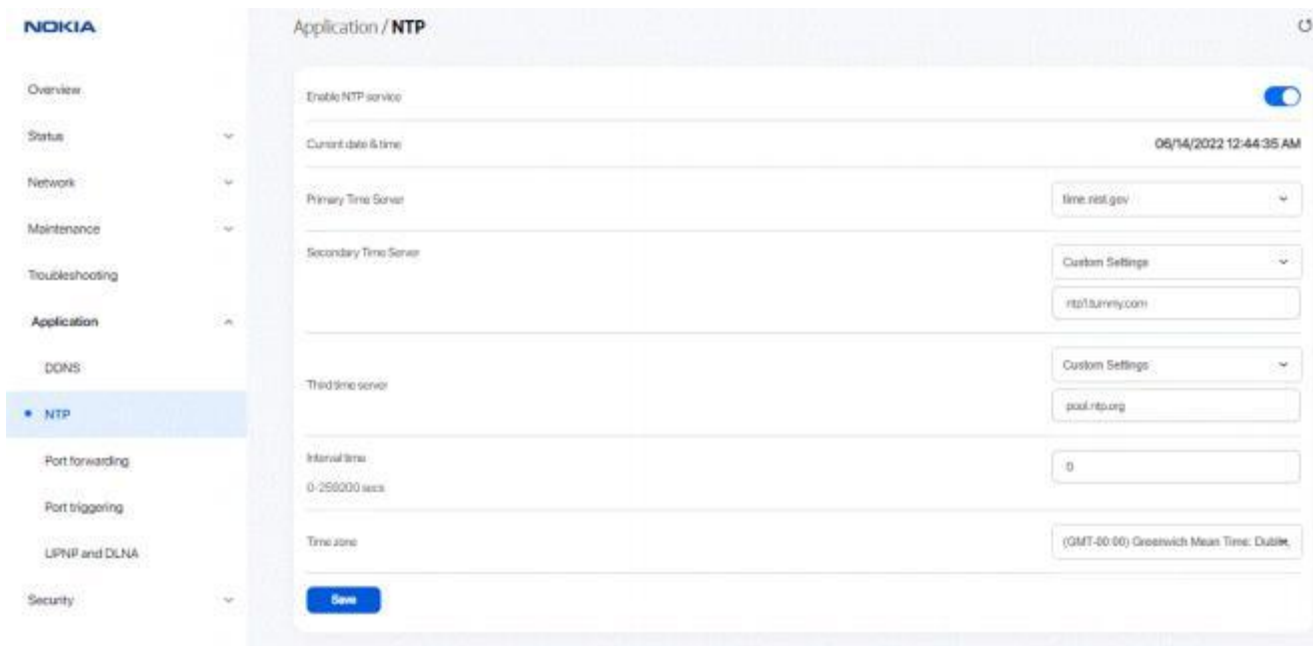 NOKIA
Application / NTP
Overview
Status
Network
Maintenance
Troubleshooting
Application
DDNS
NTP
Port forwarding
Port triggering
UPNP and DLNA
Security
Enable NTP service
Current date & time
06/14/2022 12:44:35 AM
Primary Time Server
time.nist.gov
Secondary Time Server
Custom Settings
ntp1.tummy.com
Third time server
Custom Settings
pool.ntp.org
Interval time
0-259200 secs
0
Time zone
(GMT-00:00) Greenwich Mean Time: Dublin,
Save